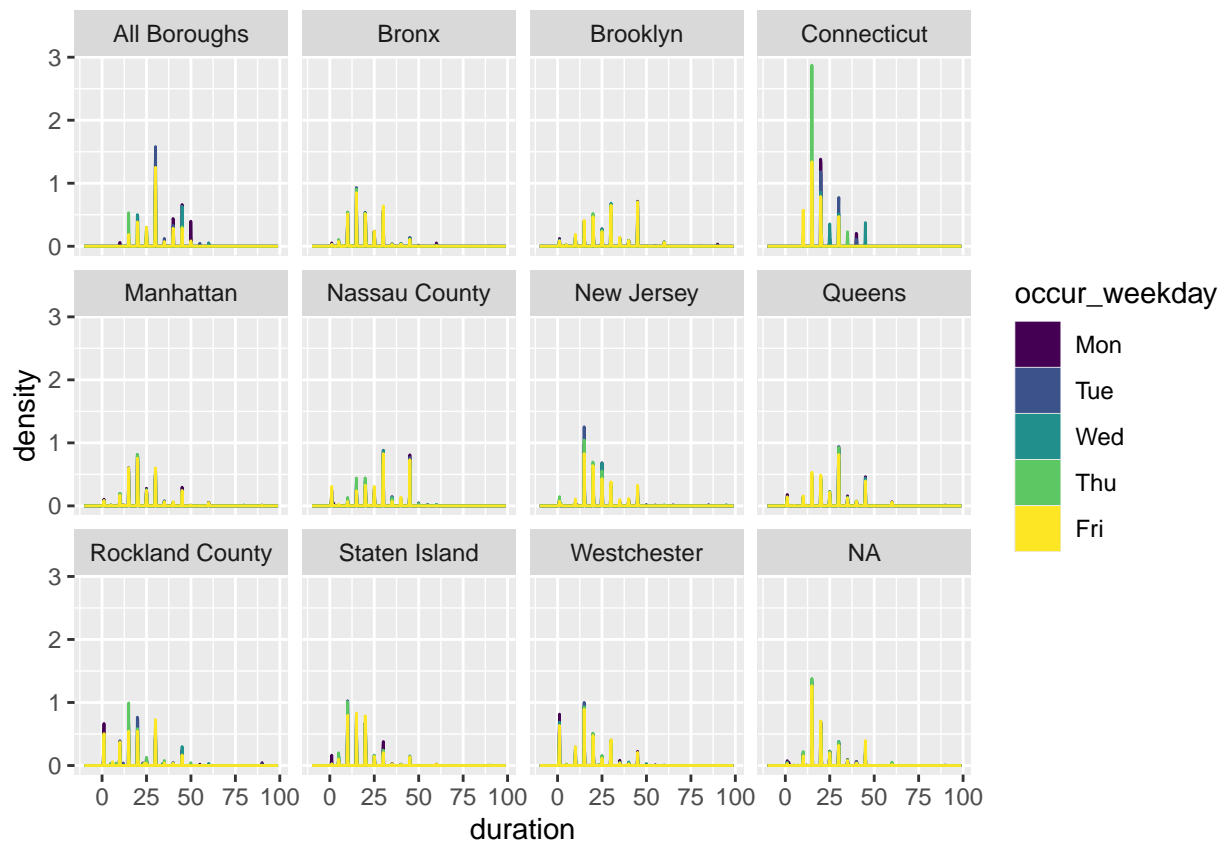 All Boroughs Bronx Brooklyn Connecticut
3
2
1
0
Manhattan Nassau County New Jersey Queens
3
2
1
0
Rockland County Staten Island Westchester NA
3
2
1
0
0 25 50 75 100 0 25 50 75 100 0 25 50 75 100 0 25 50 75 100
duration
density
occur_weekday
Mon
Tue
Wed
Thu
Fri